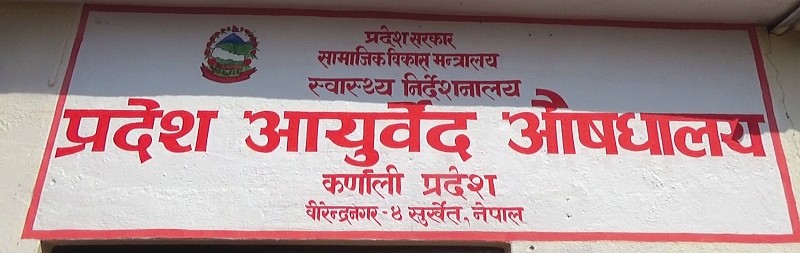 प्रदेश सरकार
सामाजिक विकास मन्त्रालय
स्वास्थ्य निर्देशनालय
प्रदेश आयुर्वेद औषधालय
कर्णाली प्रदेश
वीरेन्द्रनगर-४ सुर्खेत, नेपाल